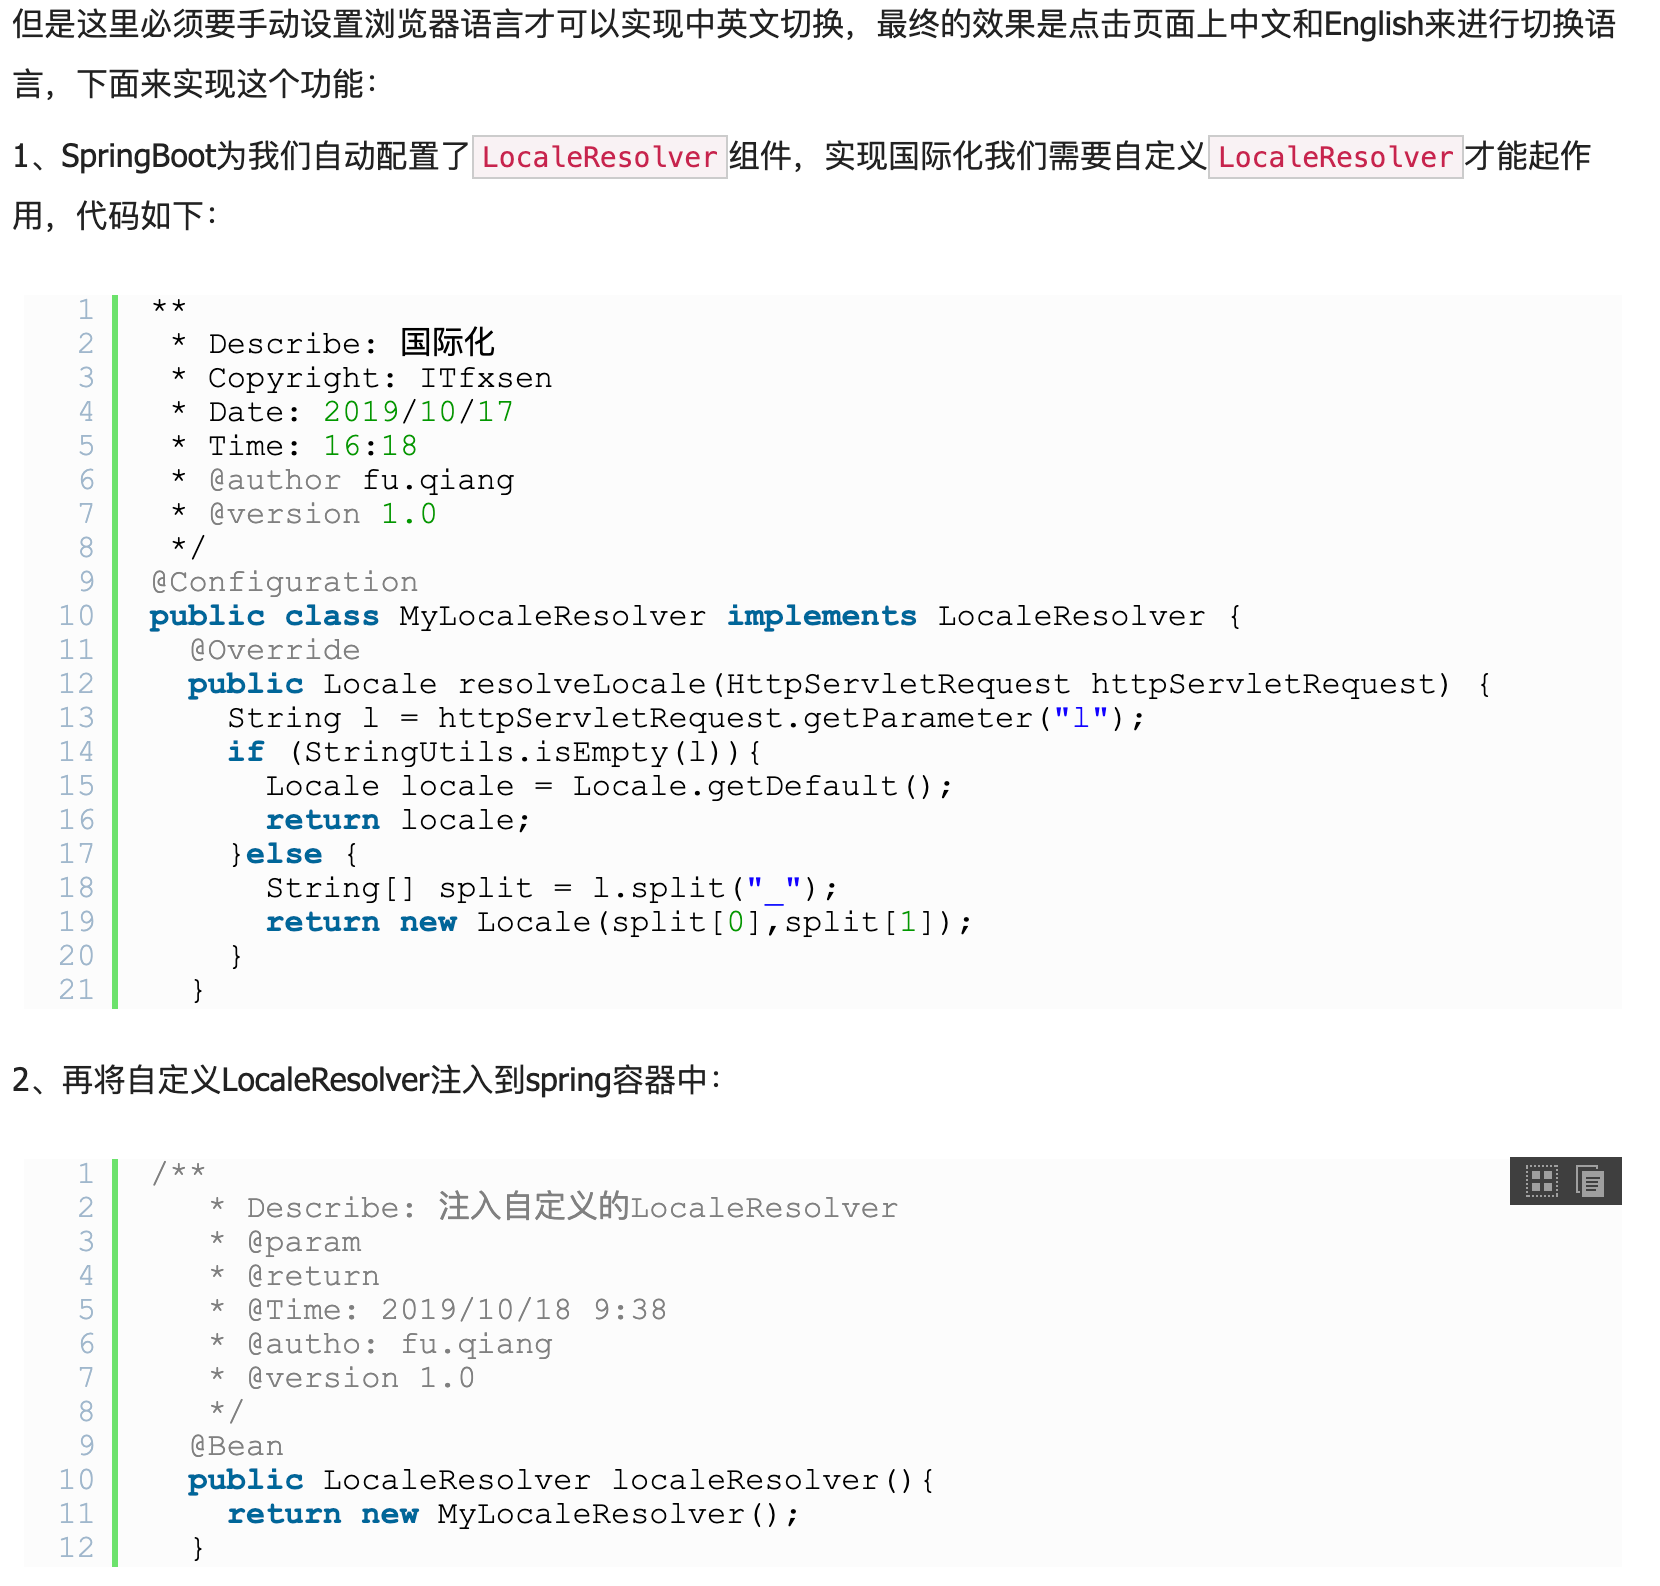 但是这里必须要手动设置浏览器语言才可以实现中英文切换，最终的效果是点击页面上中文和English来进行切换语
言，下面来实现这个功能：
1、SpringBoot为我们自动配置了LocaleResolver组件，实现国际化我们需要自定义LocaleResolver才能起作
用，代码如下：
1 **
2  * Describe: 国际化
3  * Copyright: ITfxsen
4  * Date: 2019/10/17
5  * Time: 16:18
6  * @author fu.qiang
7  * @version 1.0
8  */
9 @Configuration
10 public class MyLocaleResolver implements LocaleResolver {
11   @Override
12   public Locale resolveLocale(HttpServletRequest httpServletRequest) {
13     String l = httpServletRequest.getParameter("l");
14     if (StringUtils.isEmpty(l)){
15       Locale locale = Locale.getDefault();
16       return locale;
17     }else {
18       String[] split = l.split("_");
19       return new Locale(split[0],split[1]);
20     }
21   }
2、再将自定义LocaleResolver注入到spring容器中：
1 /**
2    * Describe: 注入自定义的LocaleResolver
3    * @param
4    * @return
5    * @Time: 2019/10/18 9:38
6    * @autho: fu.qiang
7    * @version 1.0
8    */
9   @Bean
10   public LocaleResolver localeResolver(){
11     return new MyLocaleResolver();
12   }